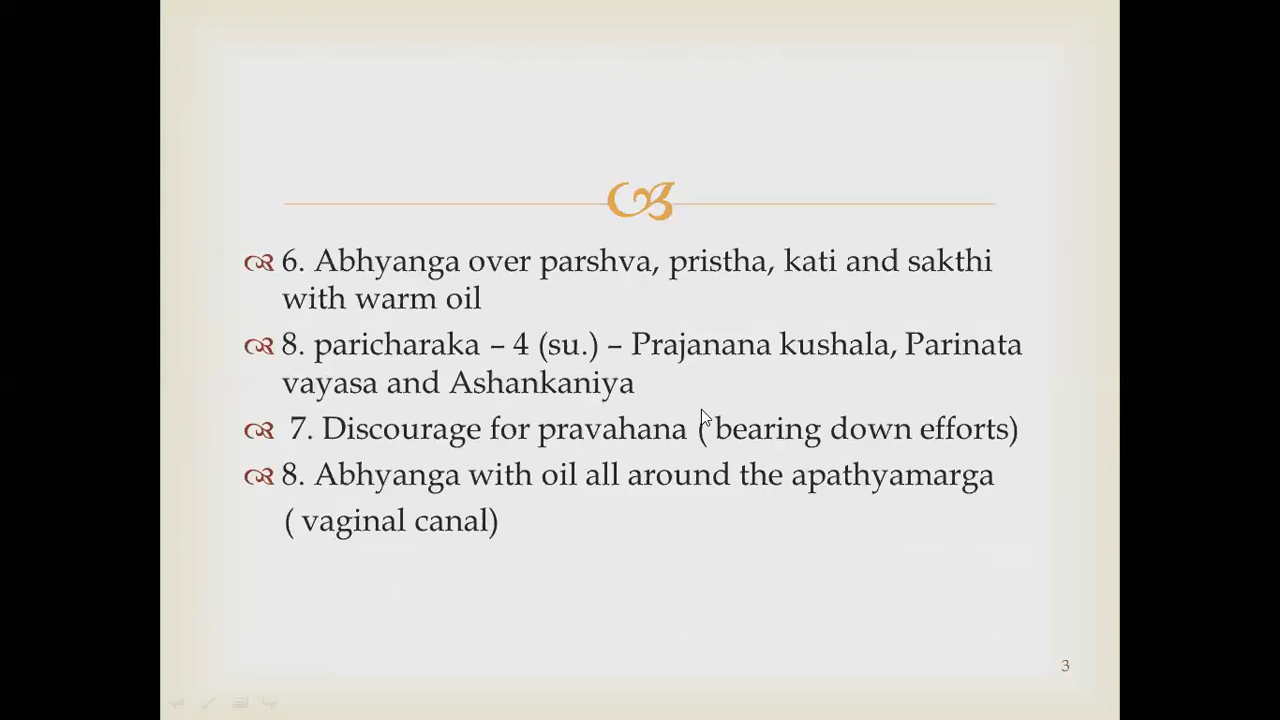 6. Abhyanga over parshva, pristha, kati and sakthi
with warm oil
8. paricharaka – 4 (su.) – Prajanana kushala, Parinata
vayasa and Ashankaniya
7. Discourage for pravahana ( bearing down efforts)
8. Abhyanga with oil all around the apathyamarga
( vaginal canal)
3